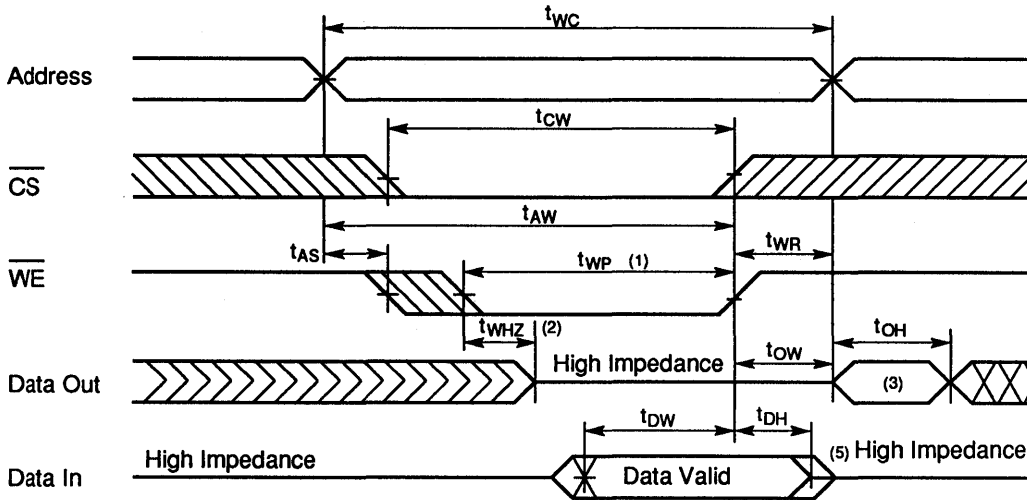 tWC
Address
tCW
CS
tAW
tAS
tWR
WE
tWP (1)
tWHZ (2)
tOH
High Impedance
tOW
Data Out
(3)
tDW
tDH
High Impedance
(5) High Impedance
Data In
Data Valid